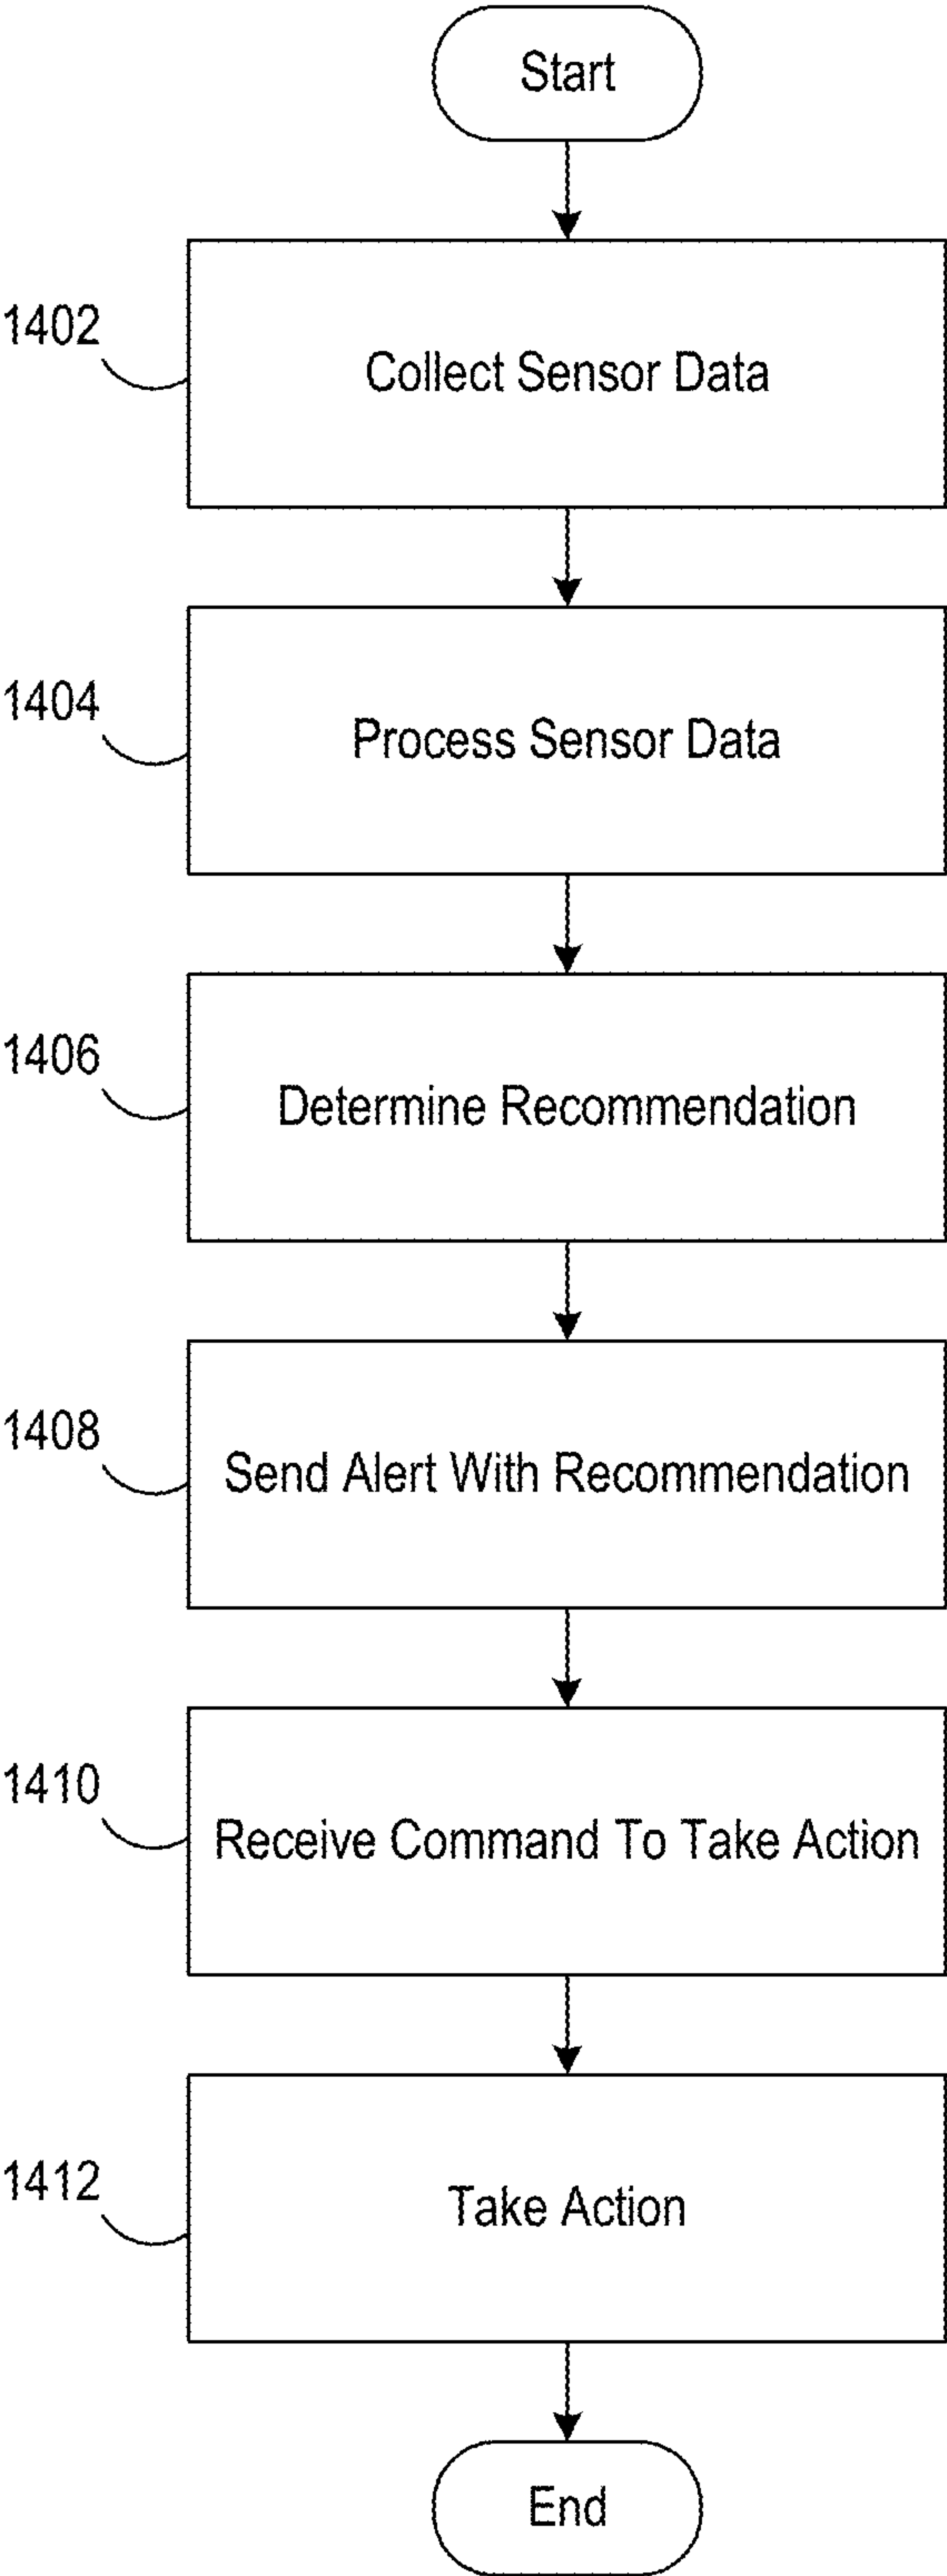 Start
1402
Collect Sensor Data
1404
Process Sensor Data
1406
Determine Recommendation
1408
Send Alert With Recommendation
1410
Receive Command To Take Action
1412
Take Action
End